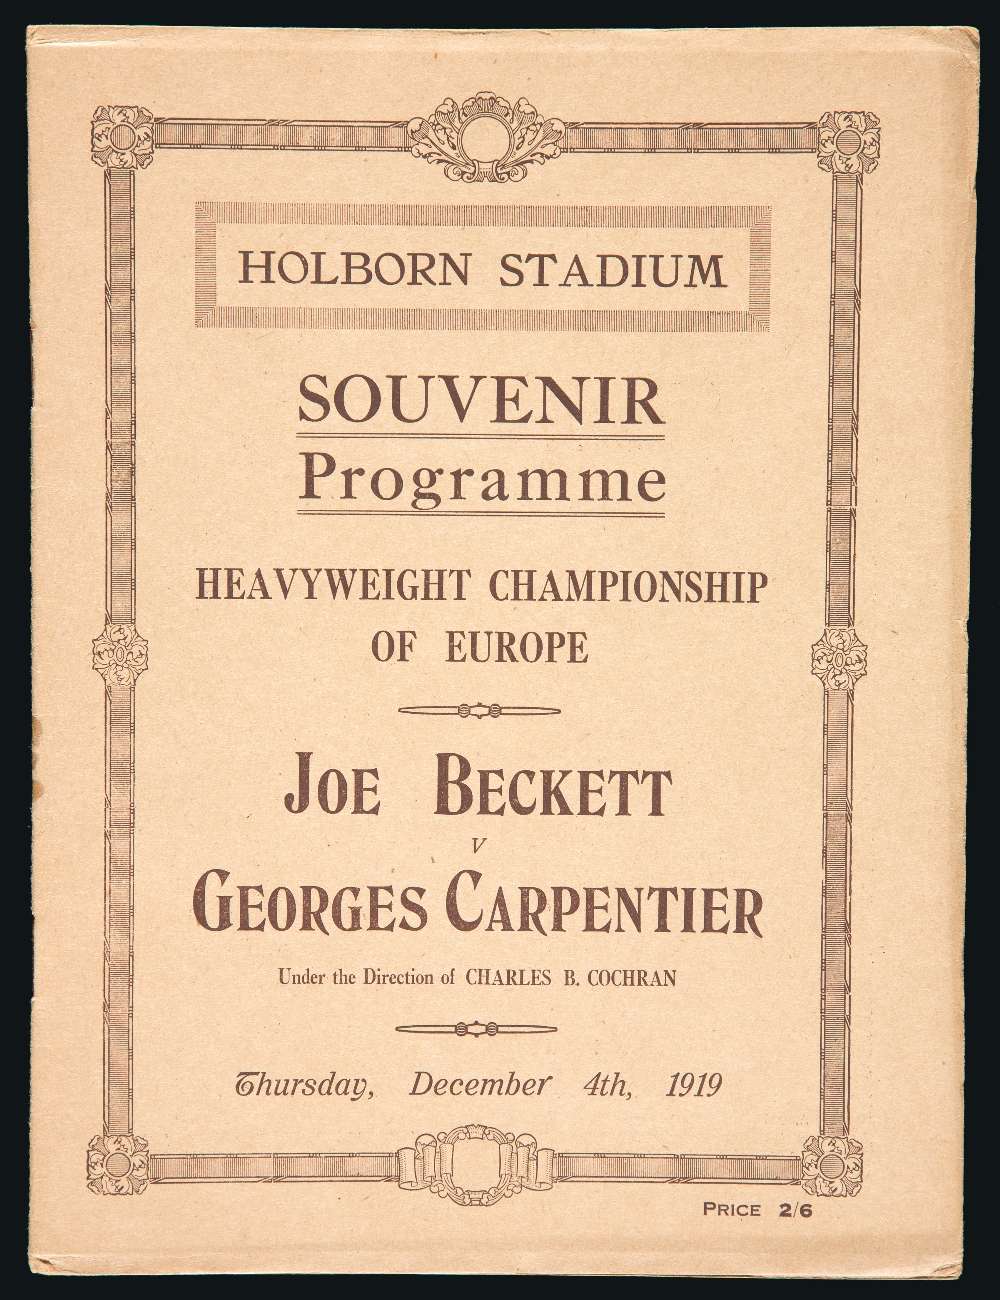 HOLBORN STADIUM
SOUVENIR
Programme
HEAVYWEIGHT CHAMPIONSHIP
OF EUROPE
JOE BECKETT
V
GEORGES CARPENTIER
Under the Direction of CHARLES B. COCHRAN
Thursday, December 4th, 1919
PRICE 2/6